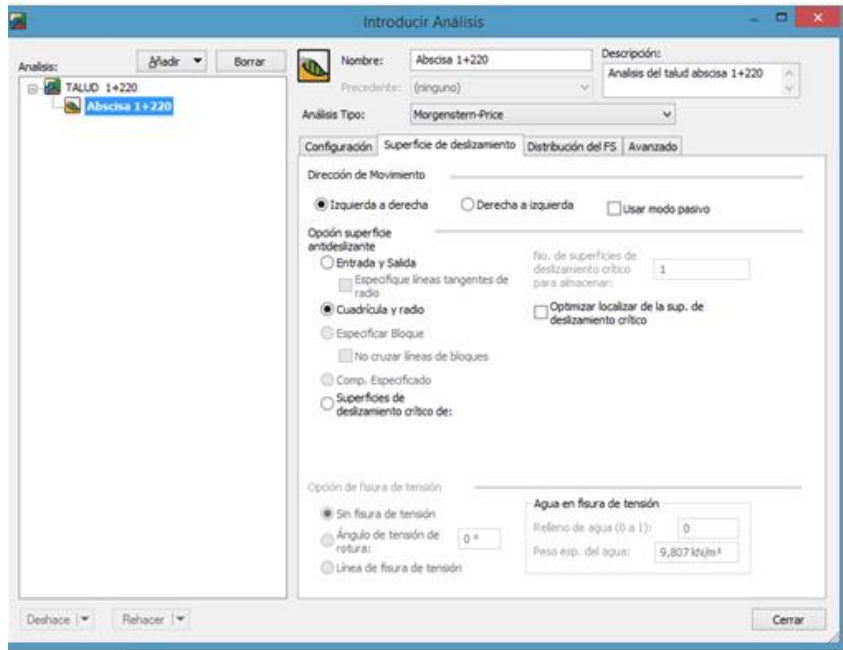 Introducir Análisis
Analisis:
Añadir
Borrar
TALUD 1+220
Abscisa 1+220
Nombre:
Abscisa 1+220
Descripción:
Analisis del talud abscisa 1+220
Precedente:
(ninguno)
Análisis Tipo:
Morgenstern-Price
Configuración
Superficie de deslizamiento
Distribución del FS
Avanzado
Dirección de Movimiento
Izquierda a derecha
Derecha a izquierda
Usar modo pasivo
Opción superficie
antideslizante
Entrada y Salida
Especifique líneas tangentes de
radio
No. de superficies de
deslizamiento crítico
para almacenar:
1
Cuadrícula y radio
Optimizar localizar de la sup. de
deslizamiento crítico
Especificar Bloque
No cruzar líneas de bloques
Comp. Especificado
Superficies de
deslizamiento crítico de:
Opción de fisura de tensión
Sin fisura de tensión
Ángulo de tensión de
rotura:
0 °
Línea de fisura de tensión
Agua en fisura de tensión
Relleno de agua (0 a 1):
0
Peso esp. del agua:
9,807 kN/m³
Deshace
Rehacer
Cerrar